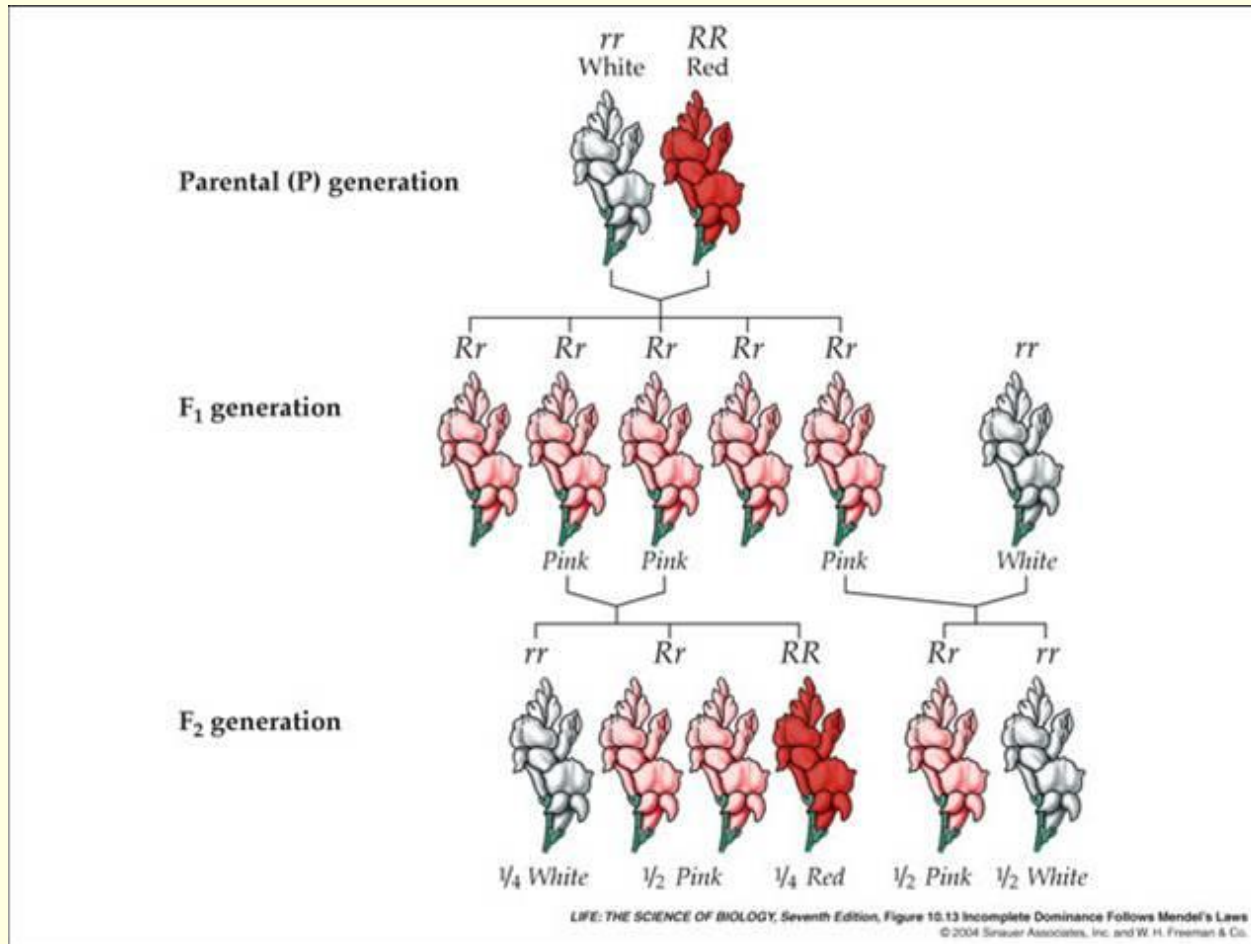 rr RR
White Red
Parental (P) generation
Rr Rr Rr Rr Rr rr
F₁ generation
Pink Pink Pink White
rr Rr RR Rr rr
F₂ generation
1/4 White 1/2 Pink 1/4 Red 1/2 Pink 1/2 White
LIFE: THE SCIENCE OF BIOLOGY, Seventh Edition, Figure 10.13 Incomplete Dominance Follows Mendel's Laws
© 2004 Sinauer Associates, Inc. and W. H. Freeman & Co.